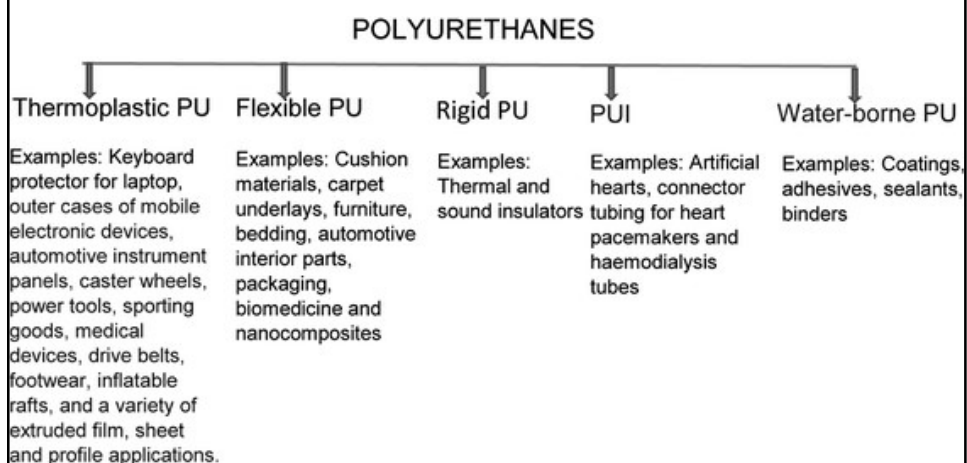 POLYURETHANES
Thermoplastic PU
Examples: Keyboard
protector for laptop,
outer cases of mobile
electronic devices,
automotive instrument
panels, caster wheels,
power tools, sporting
goods, medical
devices, drive belts,
footwear, inflatable
rafts, and a variety of
extruded film, sheet
and profile applications.
Flexible PU
Examples: Cushion
materials, carpet
underlays, furniture,
bedding, automotive
interior parts,
packaging,
biomedicine and
nanocomposites
Rigid PU
Examples:
Thermal and
sound insulators
PUI
Examples: Artificial
hearts, connector
tubing for heart
pacemakers and
haemodialysis
tubes
Water-borne PU
Examples: Coatings,
adhesives, sealants,
binders